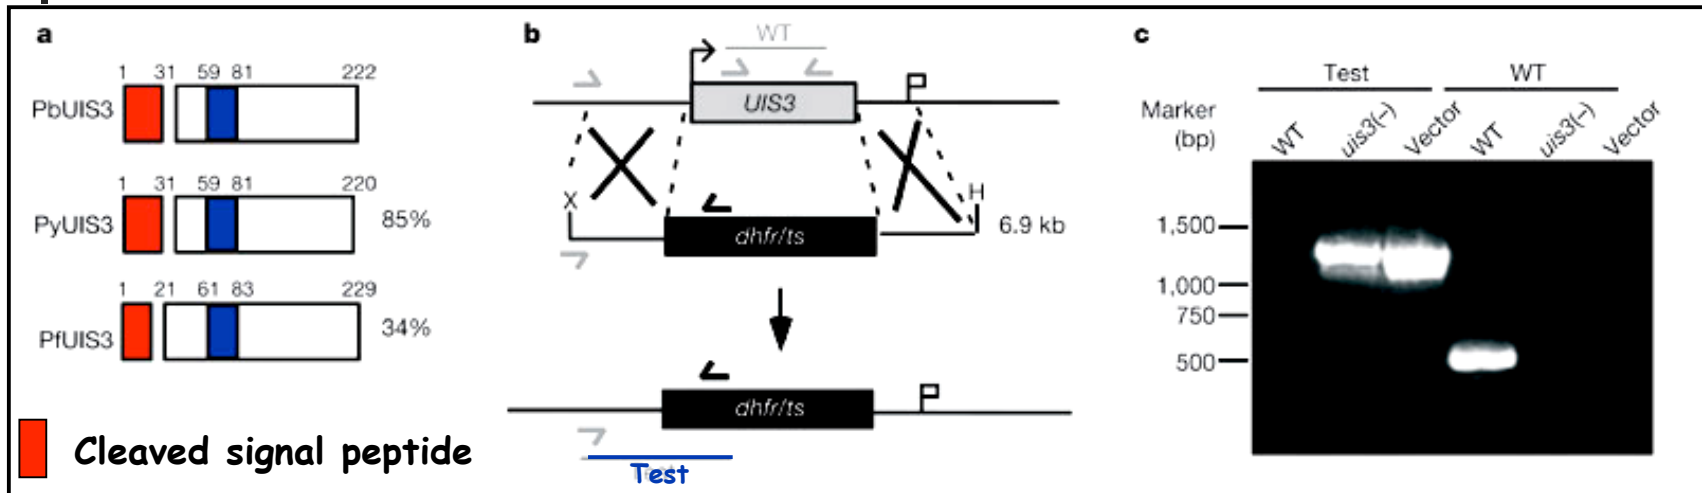 a
1 31 59 81 222
PbUIS3
1 31 59 81 220
PyUIS3
85%
1 21 61 83 229
PfUIS3
34%
Cleaved signal peptide
b
WT
UIS3
X
H
dhfr/ts
6.9 kb
dhfr/ts
Test
c
Test WT
Marker
(bp)
WT uis3(–) Vector WT uis3(–) Vector
1,500
1,000
750
500